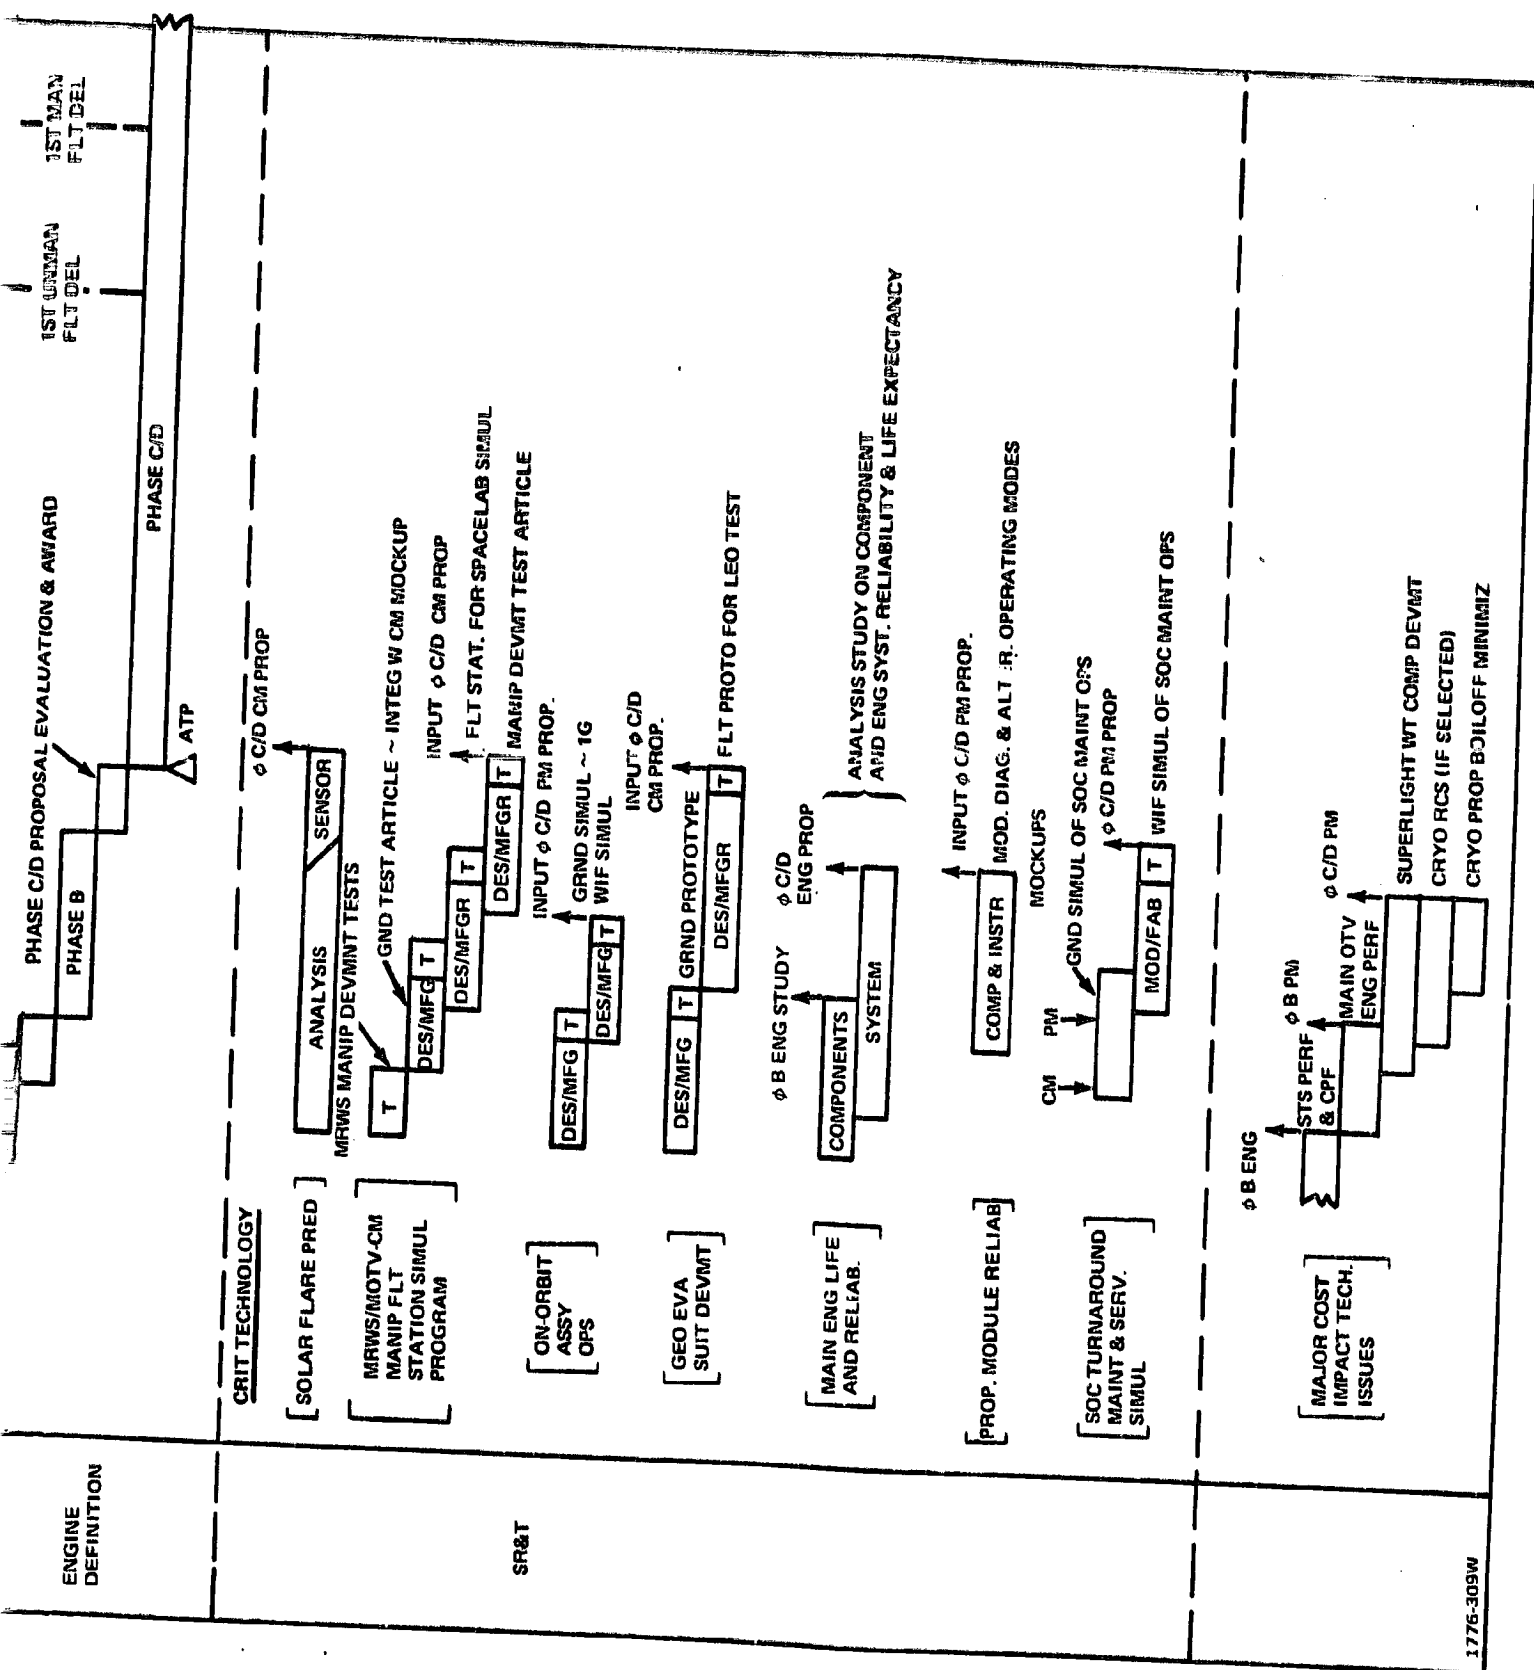 ENGINE
DEFINITION
PHASE B
PHASE C/D PROPOSAL EVALUATION & AWARD
ATP
PHASE C/D
1ST UNMAN
FLT DEL
1ST MAN
FLT DEL
SR&T
CRIT TECHNOLOGY
SOLAR FLARE PRED
ANALYSIS
SENSOR
φ C/D CM PROP
MRWS/MOTV-CM
MANIP FLT
STATION SIMUL
PROGRAM
MRWS MANIP DEVMNT TESTS
T
GND TEST ARTICLE ~ INTEG W CM MOCKUP
DES/MFG
T
DES/MFGR
T
INPUT φ C/D CM PROP
FLT STAT. FOR SPACELAB SIMUL
DES/MFGR
T
MANIP DEVMT TEST ARTICLE
ON-ORBIT
ASSY
OPS
DES/MFG
T
INPUT φ C/D PM PROP.
GRND SIMUL ~ 1G
DES/MFG
T
WIF SIMUL
GEO EVA
SUIT DEVMT
DES/MFG
T
GRND PROTOTYPE
INPUT φ C/D
CM PROP.
DES/MFGR
T
FLT PROTO FOR LEO TEST
MAIN ENG LIFE
AND RELIAB.
φ B ENG STUDY
φ C/D
ENG PROP
COMPONENTS
SYSTEM
ANALYSIS STUDY ON COMPONENT
AND ENG SYST. RELIABILITY & LIFE EXPECTANCY
PROP. MODULE RELIAB
COMP & INSTR
INPUT φ C/D PM PROP.
MOD. DIAG. & OPERATING MODES
MOCKUPS
SOC TURNAROUND
MAINT & SERV.
SIMUL
CM
PM
GND SIMUL OF SOC MAINT OPS
φ C/D PM PROP
MOD/FAB
T
WIF SIMUL OF SOC MAINT OPS
MAJOR COST
IMPACT TECH.
ISSUES
φ B ENG
STS PERF
& CPF
φ B PM
MAIN OTV
ENG PERF
φ C/D PM
SUPERLIGHT WT COMP DEVMT
CRYO RCS (IF SELECTED)
CRYO PROP BOILOFF MINIMIZ
1776-309W